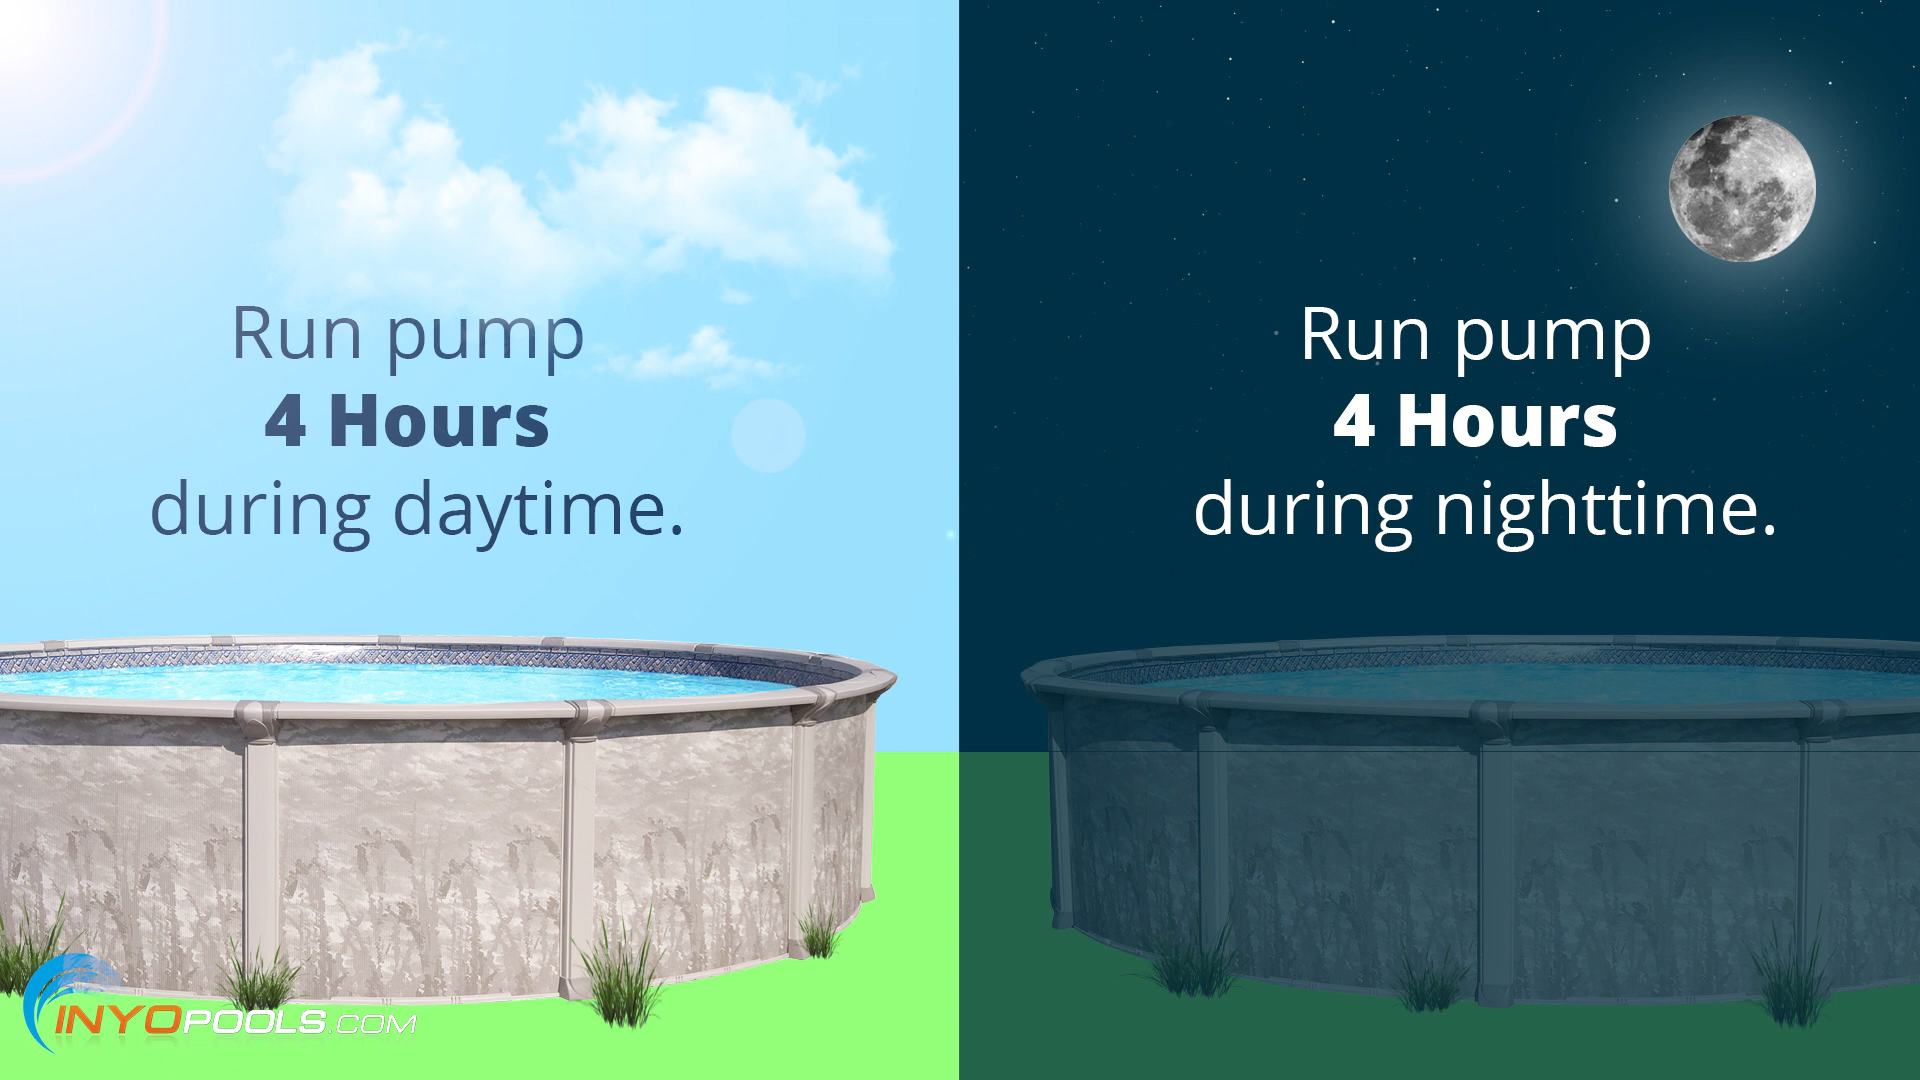 Run pump
4 Hours
during daytime.
Run pump
4 Hours
during nighttime.
INYOPOOLS.COM